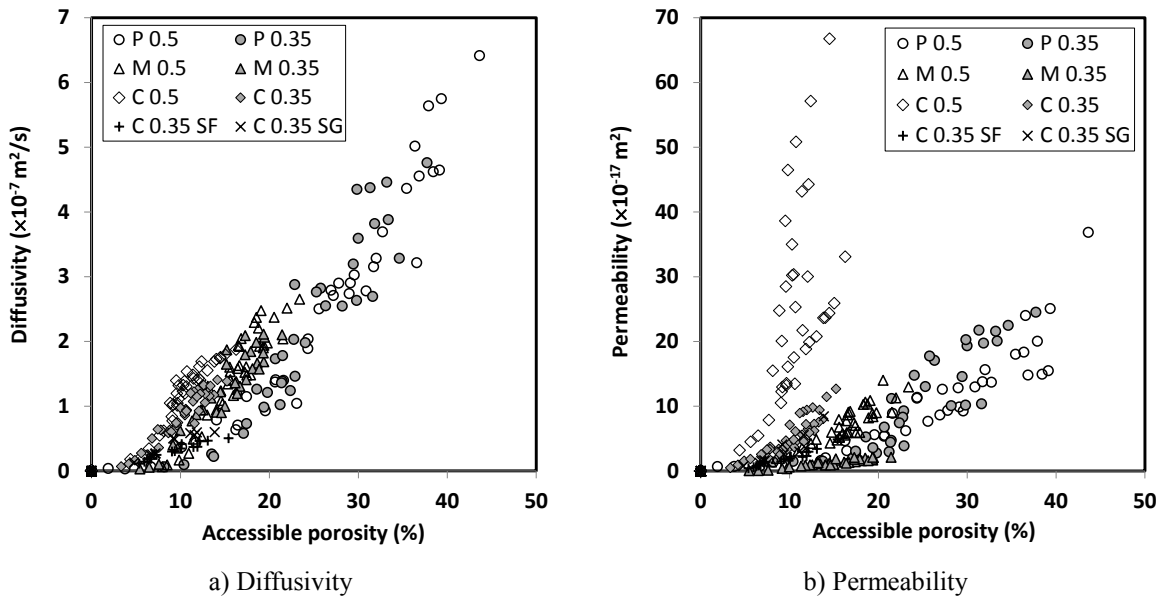 7
6
5
4
3
2
1
0
Diffusivity (×10⁻⁷ m²/s)
P 0.5 P 0.35
M 0.5 M 0.35
C 0.5 C 0.35
C 0.35 SF C 0.35 SG
0 10 20 30 40 50
Accessible porosity (%)
a) Diffusivity
70
60
50
40
30
20
10
0
Permeability (×10⁻¹⁷ m²)
P 0.5 P 0.35
M 0.5 M 0.35
C 0.5 C 0.35
C 0.35 SF C 0.35 SG
0 10 20 30 40 50
Accessible porosity (%)
b) Permeability